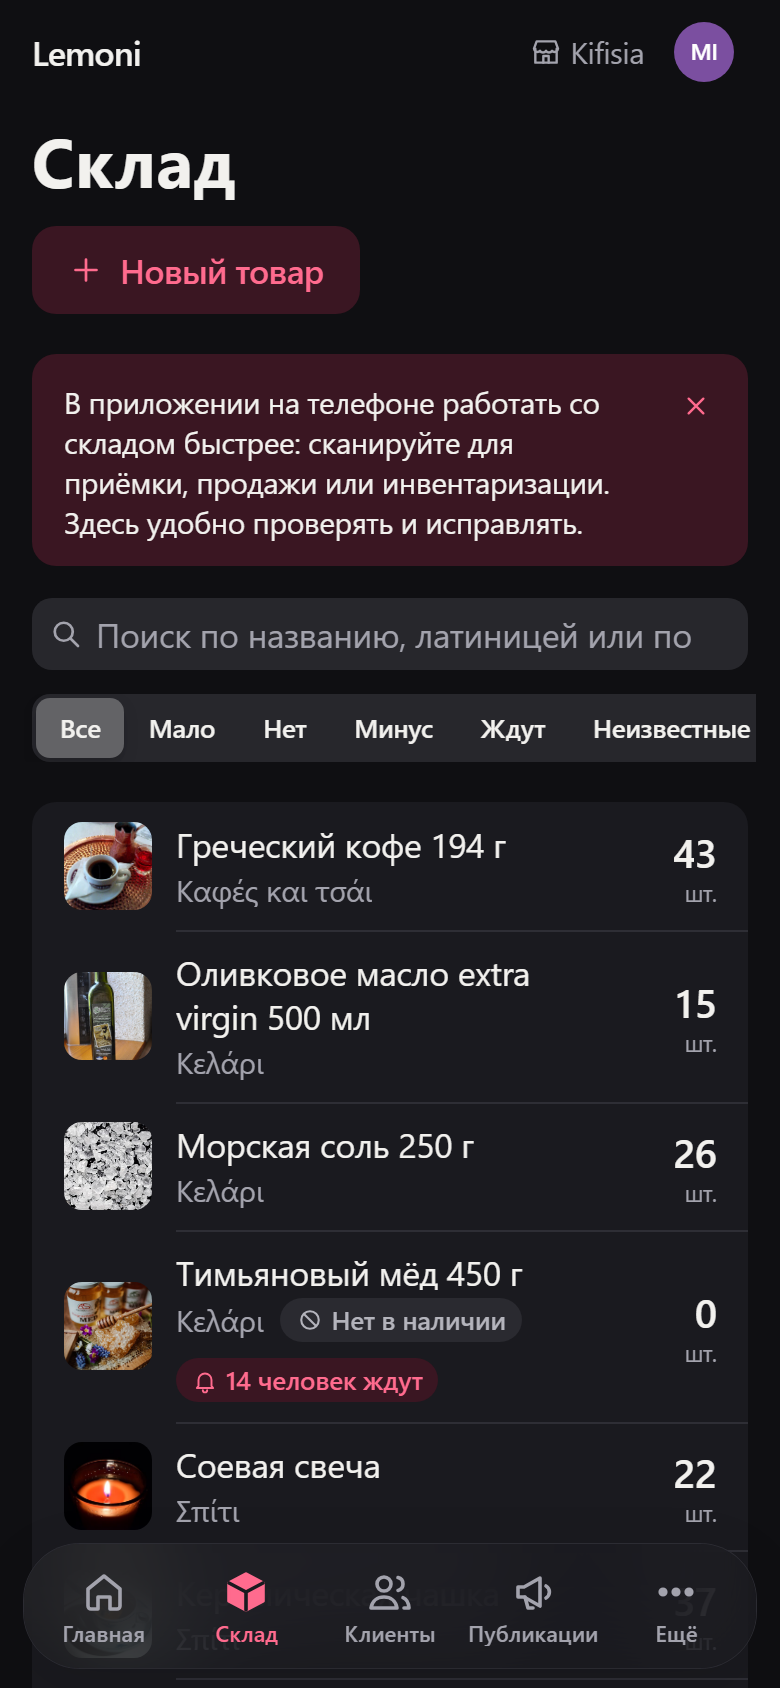 Lemoni
Kifisia
MI
Склад
Новый товар
В приложении на телефоне работать со
складом быстрее: сканируйте для
приёмки, продажи или инвентаризации.
Здесь удобно проверять и исправлять.
Поиск по названию, латиницей или по
Все Мало Нет Минус Ждут Неизвестные
Греческий кофе 194 г
Καφές και τσάι
43
шт.
Оливковое масло extra
virgin 500 мл
Κελάρι
15
шт.
Морская соль 250 г
Κελάρι
26
шт.
Тимьяновый мёд 450 г
Κελάρι
Нет в наличии
14 человек ждут
0
шт.
Соевая свеча
Σπίτι
22
шт.
37
шт.
Σπίτι
Главная Склад Клиенты Публикации Ещё